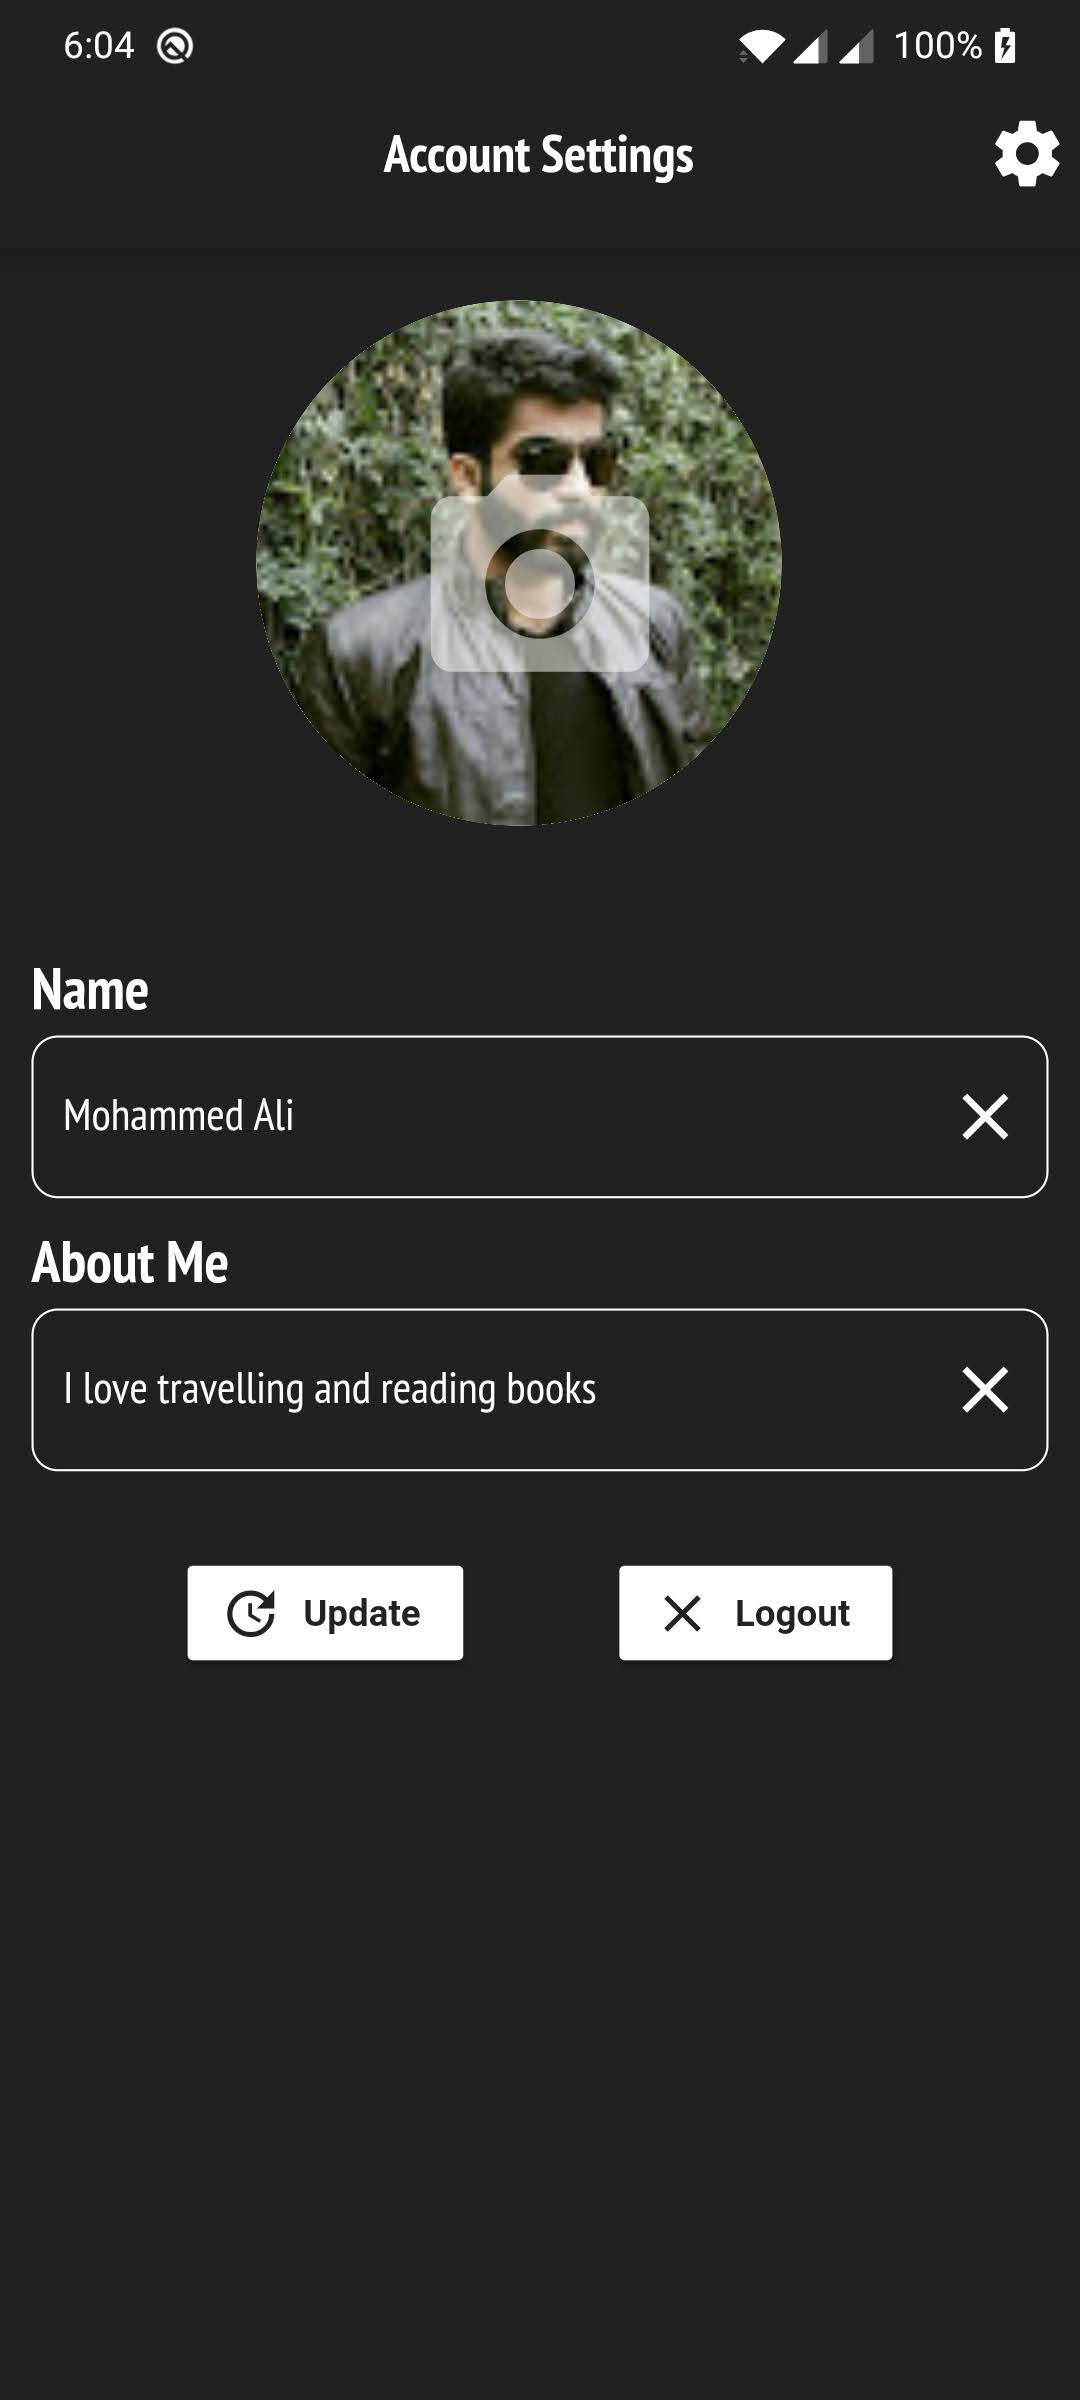 6:04 100%
Account Settings
Name
Mohammed Ali
About Me
I love travelling and reading books
Update Logout